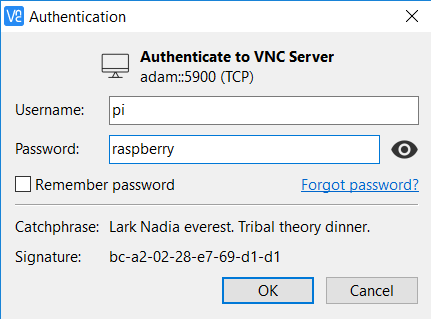 Authentication
Authenticate to VNC Server
adam::5900 (TCP)
Username: pi
Password: raspberry
Remember password Forgot password?
Catchphrase: Lark Nadia everest. Tribal theory dinner.
Signature: bc-a2-02-28-e7-69-d1-d1
OK Cancel